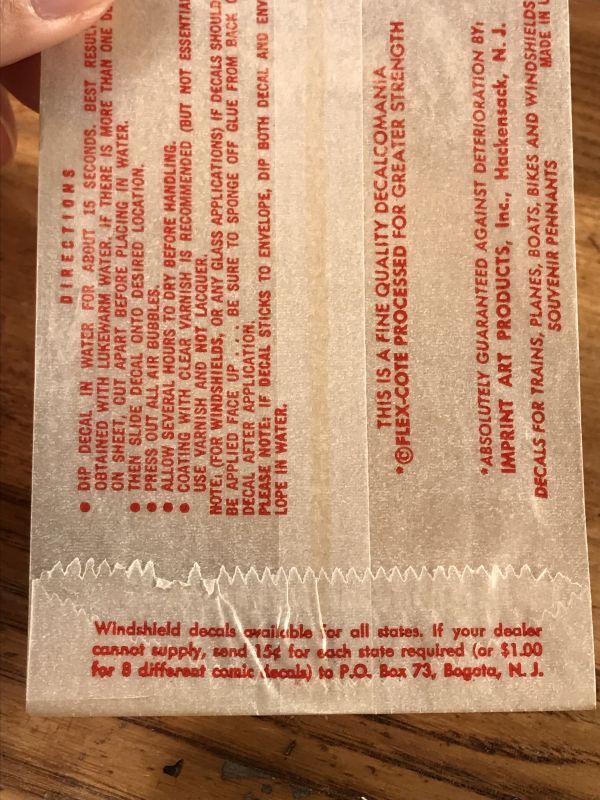 DIRECTIONS
● DIP DECAL IN WATER FOR ABOUT 15 SECONDS. BEST
OBTAINED WITH LUKEWARM WATER. IF THERE IS MORE THAN ONE
ON SHEET, CUT APART BEFORE PLACING IN WATER.
● THEN SLIDE DECAL ONTO DESIRED LOCATION.
● PRESS OUT ALL AIR BUBBLES.
● ALLOW SEVERAL HOURS TO DRY BEFORE HANDLING.
● COATING WITH CLEAR VARNISH IS RECOMMENDED (BUT NOT
USE VARNISH AND NOT LACQUER.
NOTE: (FOR WINDSHIELDS, OR ANY GLASS APPLICATIONS) IF DECALS SHOULD
BE APPLIED FACE UP . . . BE SURE TO SPONGE OFF GLUE FROM BACK
DECAL AFTER APPLICATION.
PLEASE NOTE: IF DECAL STICKS TO ENVELOPE, DIP BOTH DECAL AND ENV
LOPE IN WATER.
THIS IS A FINE QUALITY DECALCOMANIA
*©FLEX-COTE PROCESSED FOR GREATER STRENGTH
*ABSOLUTELY GUARANTEED AGAINST DETERIORATION BY:
IMPRINT ART PRODUCTS, Inc., Hackensack, N. J.
DECALS FOR TRAINS, PLANES, BOATS, BIKES AND WINDSHIELDS
SOUVENIR PENNANTS
MADE IN
Windshield decals available for all states. If your dealer
cannot supply, send 15¢ for each state required (or $1.00
for 8 different comic decals) to P.O. Box 73, Bogota, N. J.